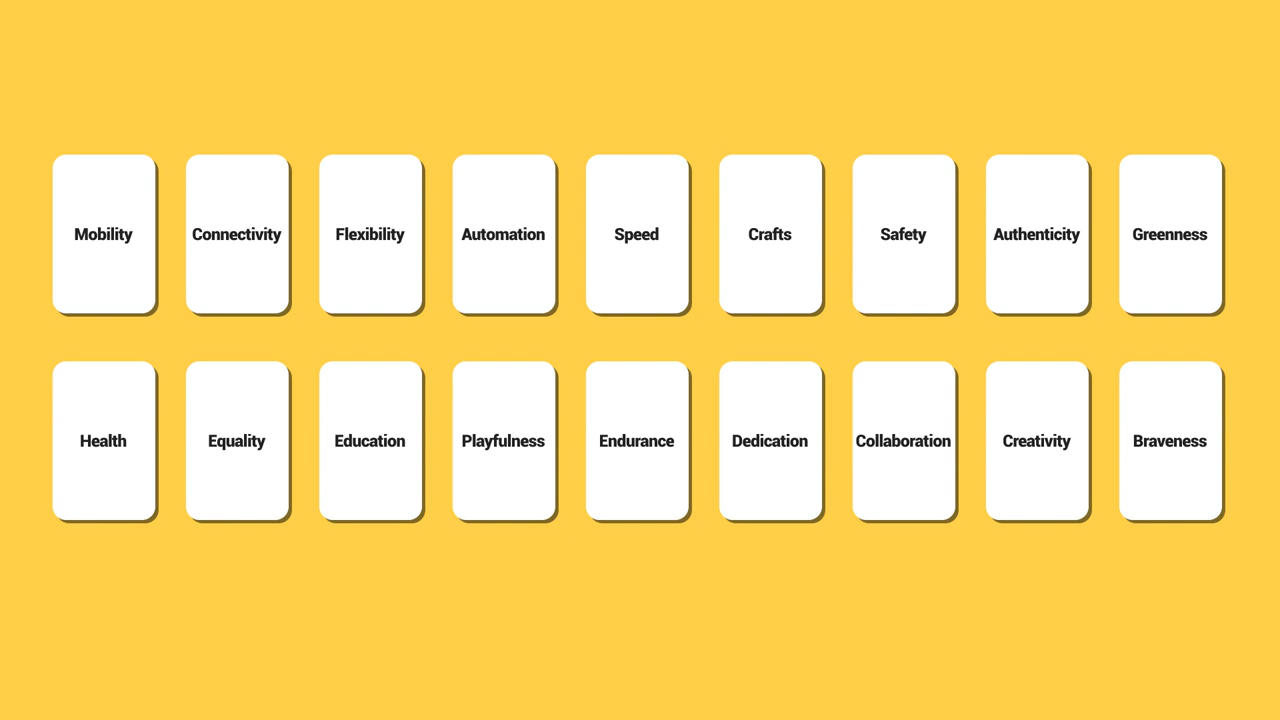 Mobility
Connectivity
Flexibility
Automation
Speed
Crafts
Safety
Authenticity
Greenness
Health
Equality
Education
Playfulness
Endurance
Dedication
Collaboration
Creativity
Braveness